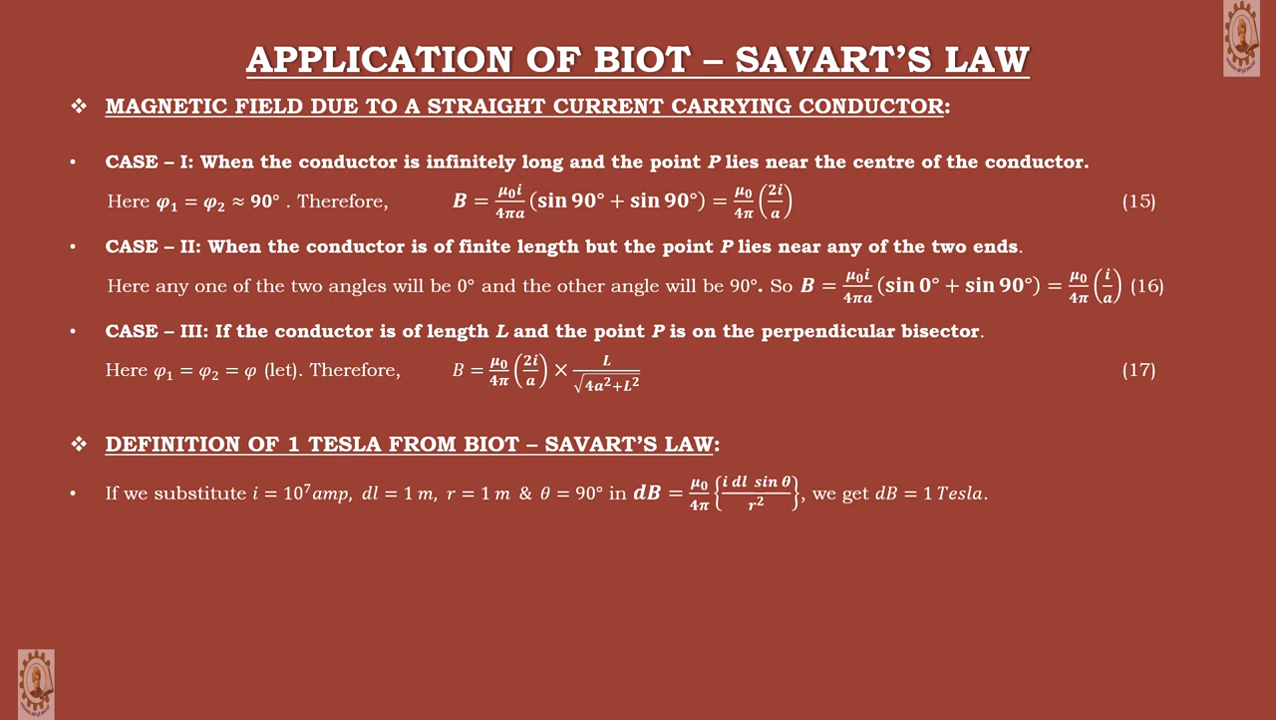 APPLICATION OF BIOT – SAVART'S LAW
❖ MAGNETIC FIELD DUE TO A STRAIGHT CURRENT CARRYING CONDUCTOR:
• CASE – I: When the conductor is infinitely long and the point P lies near the centre of the conductor.
Here φ₁ = φ₂ ≈ 90° . Therefore, B = μ₀i/4πa (sin 90° + sin 90°) = μ₀/4π (2i/a) (15)
• CASE – II: When the conductor is of finite length but the point P lies near any of the two ends.
Here any one of the two angles will be 0° and the other angle will be 90°. So B = μ₀i/4πa (sin 0° + sin 90°) = μ₀/4π (i/a) (16)
• CASE – III: If the conductor is of length L and the point P is on the perpendicular bisector.
Here φ₁ = φ₂ = φ (let). Therefore, B = μ₀/4π (2i/a) × L/√(4a²+L²) (17)
❖ DEFINITION OF 1 TESLA FROM BIOT – SAVART'S LAW:
• If we substitute i = 10⁷amp, dl = 1 m, r = 1 m & θ = 90° in dB = μ₀/4π {i dl sin θ/r²}, we get dB = 1 Tesla.